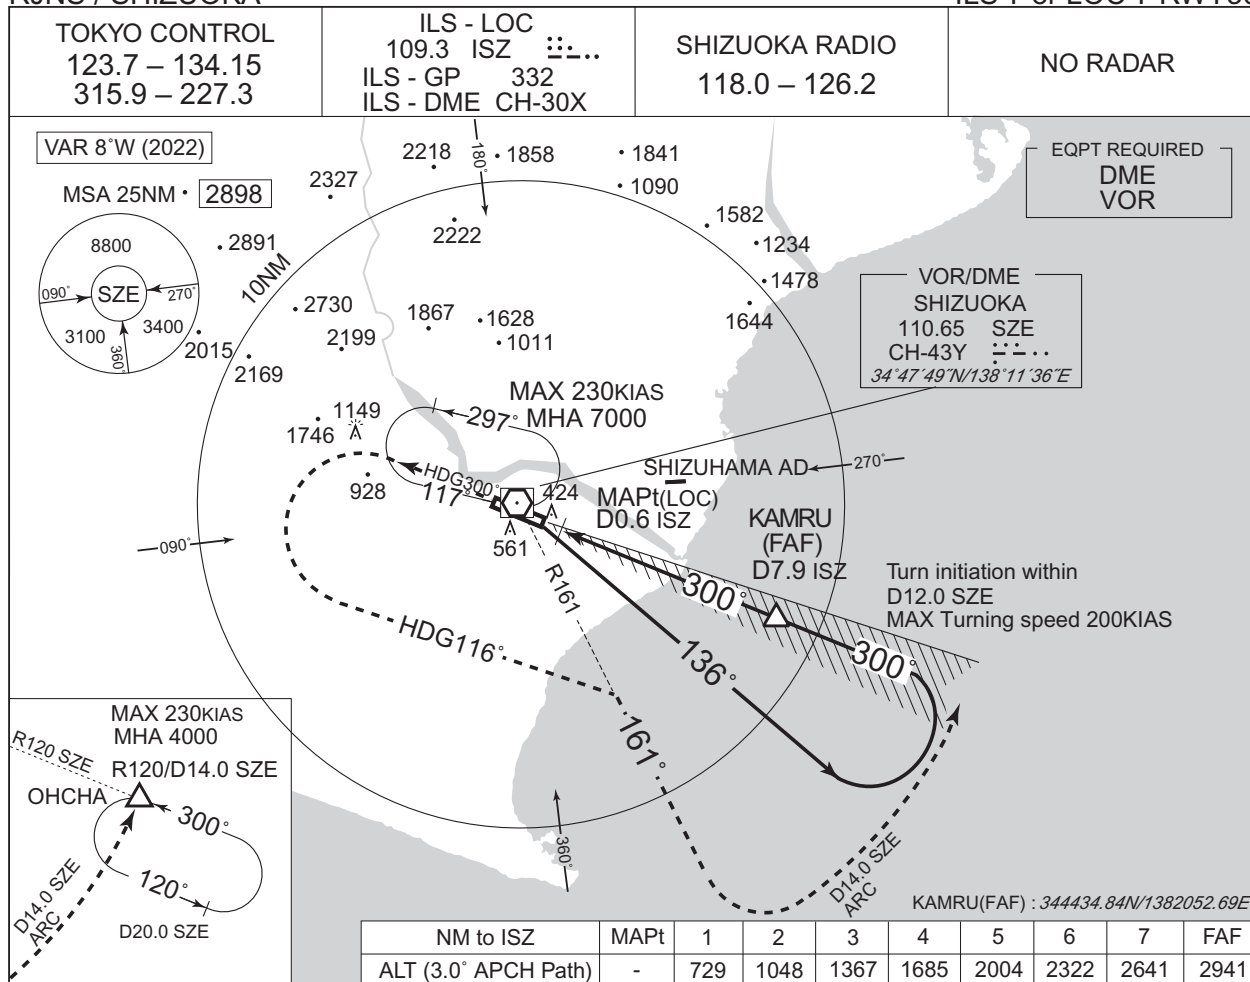 TOKYO CONTROL
123.7 – 134.15
315.9 – 227.3
ILS - LOC
109.3 ISZ
ILS - GP 332
ILS - DME CH-30X
SHIZUOKA RADIO
118.0 – 126.2
NO RADAR
VAR 8°W (2022)
MSA 25NM
2898
8800
090°
SZE
270°
3100
3400
360°
2218
180°
1858
1841
1090
2327
2222
1582
1234
2891
10NM
1478
2730
1867
1628
1644
2199
1011
2015
2169
EQPT REQUIRED
DME
VOR
VOR/DME
SHIZUOKA
110.65 SZE
CH-43Y
34°47´49˝N/138°11´36˝E
MAX 230KIAS
MHA 7000
297°
1149
1746
928
HDG300°
117°
SHIZUHAMA AD
270°
424
MAPt(LOC)
D0.6 ISZ
561
KAMRU
(FAF)
D7.9 ISZ
090°
R161
300°
Turn initiation within
D12.0 SZE
MAX Turning speed 200KIAS
300°
HDG116°
136°
161°
360°
D14.0 SZE
ARC
MAX 230KIAS
MHA 4000
R120 SZE
R120/D14.0 SZE
OHCHA
300°
120°
D14.0 SZE
ARC
D20.0 SZE
KAMRU(FAF) : 344434.84N/1382052.69E
NM to ISZ MAPt 1 2 3 4 5 6 7 FAF
ALT (3.0° APCH Path) - 729 1048 1367 1685 2004 2322 2641 2941